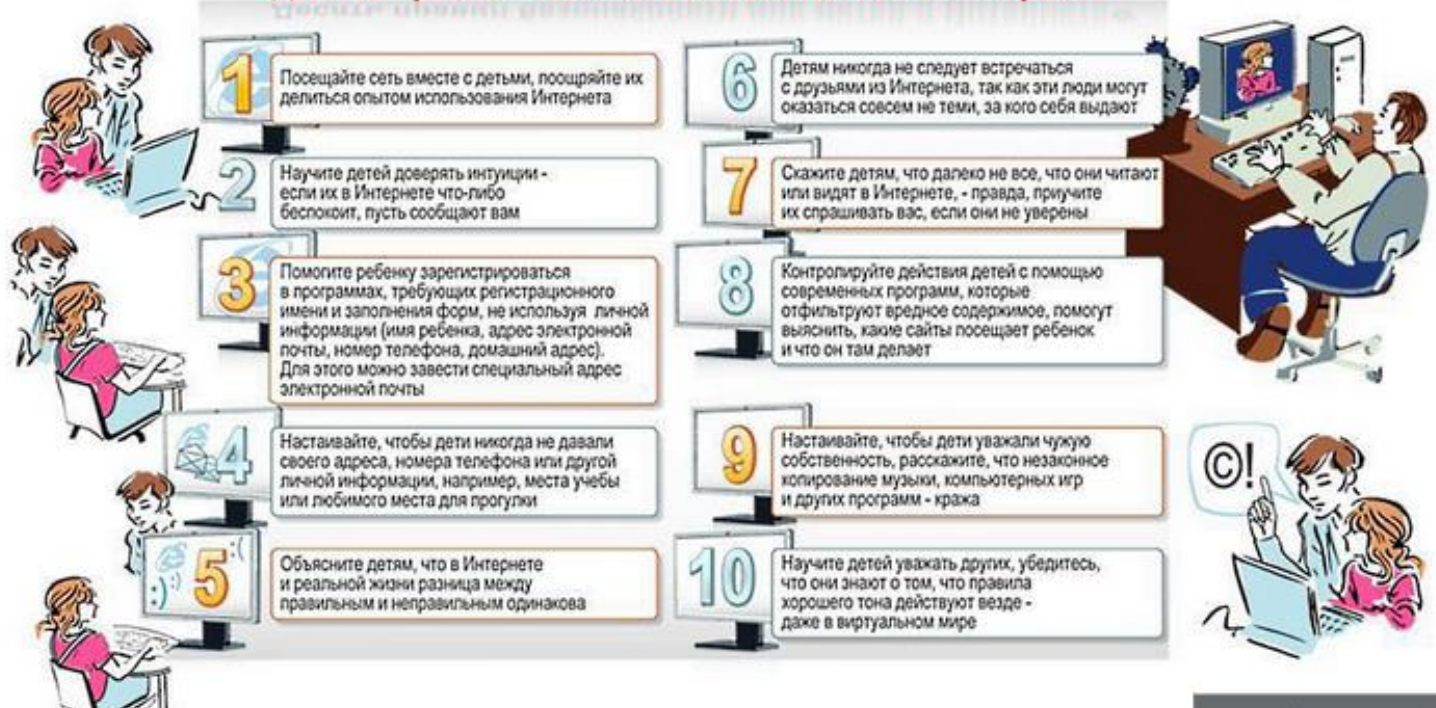 1
Посещайте сеть вместе с детьми, поощряйте их
делиться опытом использования Интернета
2
Научите детей доверять интуиции -
если их в Интернете что-либо
беспокоит, пусть сообщают вам
3
Помогите ребенку зарегистрироваться
в программах, требующих регистрационного
имени и заполнения форм, не используя личной
информации (имя ребенка, адрес электронной
почты, номер телефона, домашний адрес).
Для этого можно завести специальный адрес
электронной почты
4
Настаивайте, чтобы дети никогда не давали
своего адреса, номера телефона или другой
личной информации, например, места учебы
или любимого места для прогулки
5
:)
:)
:(
Объясните детям, что в Интернете
и реальной жизни разница между
правильным и неправильным одинакова
6
Детям никогда не следует встречаться
с друзьями из Интернета, так как эти люди могут
оказаться совсем не теми, за кого себя выдают
7
Скажите детям, что далеко не все, что они читают
или видят в Интернете, - правда, приучите
их спрашивать вас, если они не уверены
8
Контролируйте действия детей с помощью
современных программ, которые
отфильтруют вредное содержимое, помогут
выяснить, какие сайты посещает ребенок
и что он там делает
9
Настаивайте, чтобы дети уважали чужую
собственность, расскажите, что незаконное
копирование музыки, компьютерных игр
и других программ - кража
10
Научите детей уважать других, убедитесь,
что они знают о том, что правила
хорошего тона действуют везде -
даже в виртуальном мире
©!